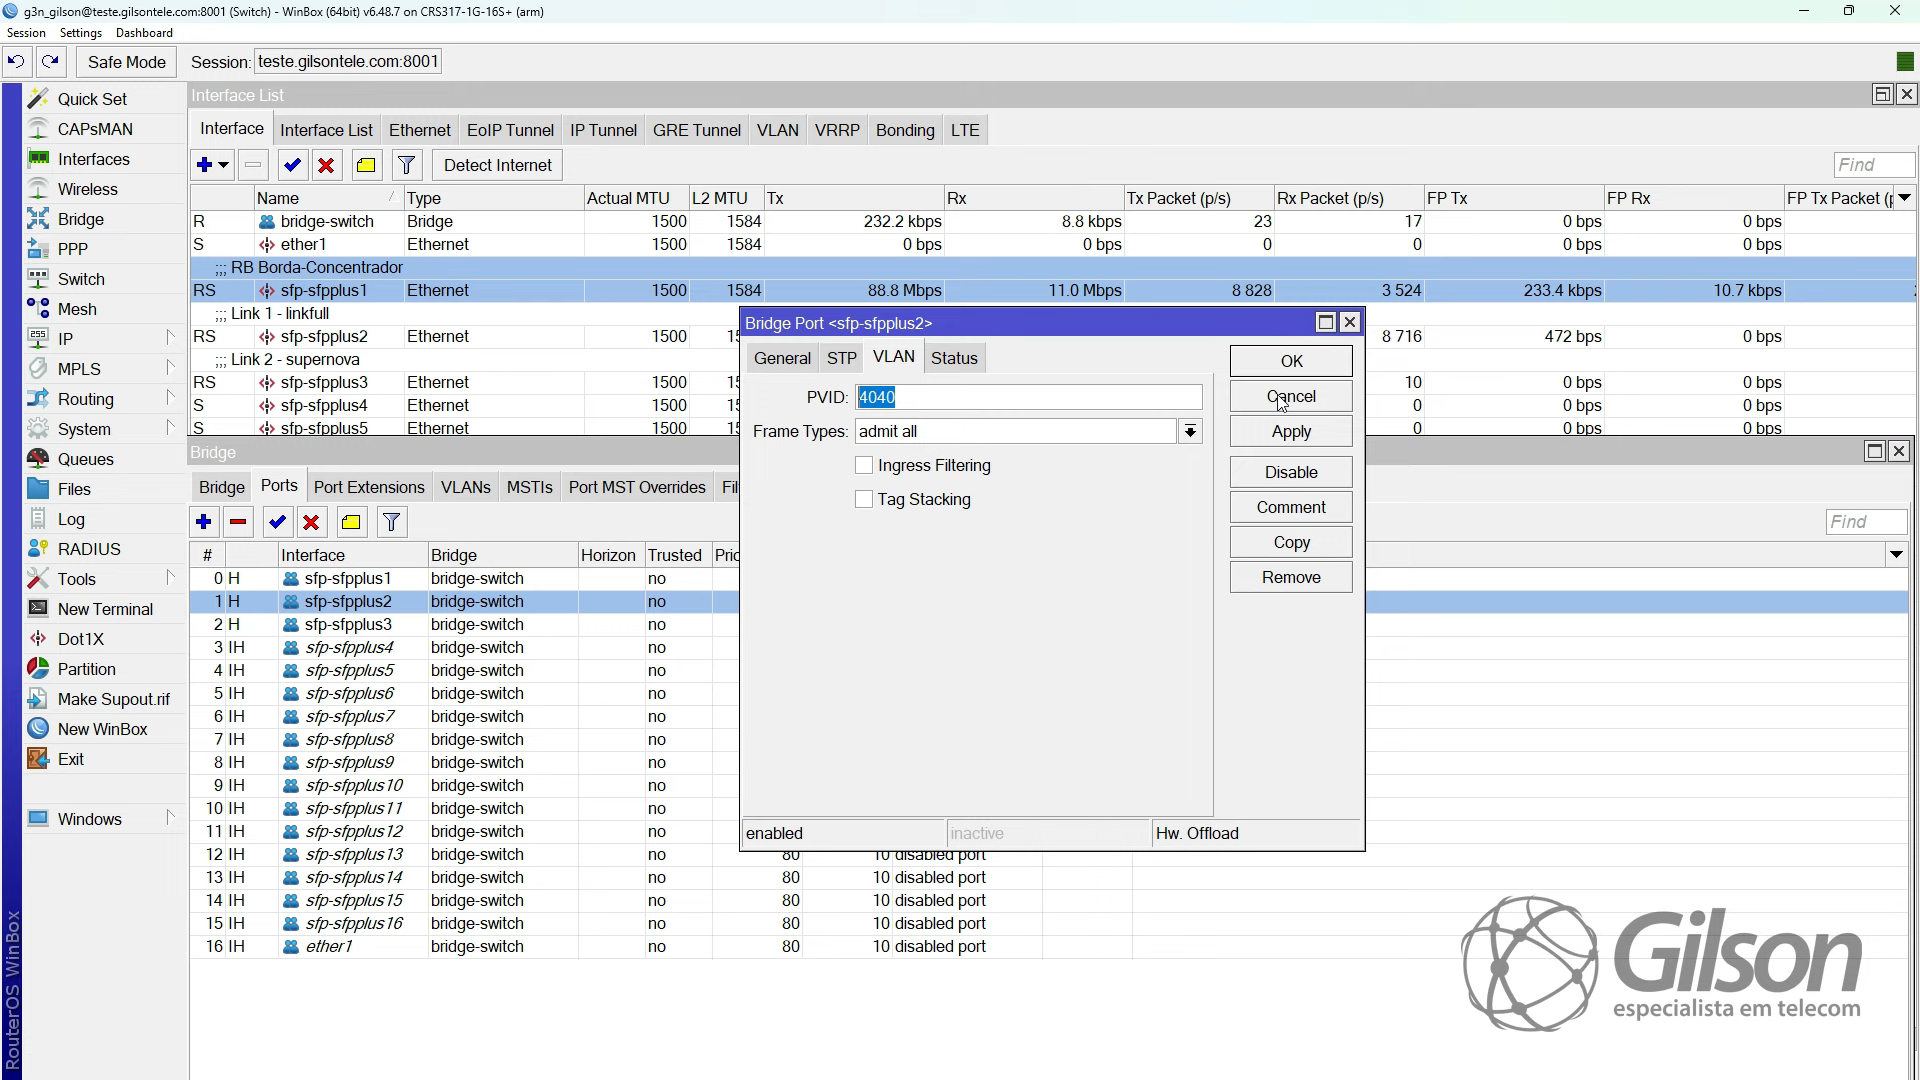 g3n_gilson@teste.gilsontele.com:8001 (Switch) - WinBox (64bit) v6.48.7 on CRS317-1G-16S+ (arm)
Session Settings Dashboard
Safe Mode Session: teste.gilsontele.com:8001
Quick Set
CAPsMAN
Interfaces
Wireless
Bridge
PPP
Switch
Mesh
IP
MPLS
Routing
System
Queues
Files
Log
RADIUS
Tools
New Terminal
Dot1X
Partition
Make Supout.rif
New WinBox
Exit
Windows
RouterOS WinBox
Interface List
Interface Interface List Ethernet EoIP Tunnel IP Tunnel GRE Tunnel VLAN VRRP Bonding LTE
Detect Internet Find
Name Type Actual MTU L2 MTU Tx Rx Tx Packet (p/s) Rx Packet (p/s) FP Tx FP Rx FP Tx Packet (
R bridge-switch Bridge 1500 1584 232.2 kbps 8.8 kbps 23 17 0 bps 0 bps
S ether1 Ethernet 1500 1584 0 bps 0 bps 0 0 0 bps 0 bps
;;; RB Borda-Concentrador
RS sfp-sfpplus1 Ethernet 1500 1584 88.8 Mbps 11.0 Mbps 8 828 3 524 233.4 kbps 10.7 kbps
;;; Link 1 - linkfull
RS sfp-sfpplus2 Ethernet 1500 8 716 472 bps 0 bps
;;; Link 2 - supernova
RS sfp-sfpplus3 Ethernet 1500 10 0 bps 0 bps
S sfp-sfpplus4 Ethernet 1500 0 0 bps 0 bps
S sfp-sfpplus5 Ethernet 1500 0 0 bps 0 bps
Bridge Port <sfp-sfpplus2>
General STP VLAN Status
PVID: 4040
Frame Types: admit all
Ingress Filtering
Tag Stacking
OK
Cancel
Apply
Disable
Comment
Copy
Remove
enabled inactive Hw. Offload
Bridge
Bridge Ports Port Extensions VLANs MSTIs Port MST Overrides
Find
# Interface Bridge Horizon Trusted
0 H sfp-sfpplus1 bridge-switch no
1 H sfp-sfpplus2 bridge-switch no
2 H sfp-sfpplus3 bridge-switch no
3 IH sfp-sfpplus4 bridge-switch no
4 IH sfp-sfpplus5 bridge-switch no
5 IH sfp-sfpplus6 bridge-switch no
6 IH sfp-sfpplus7 bridge-switch no
7 IH sfp-sfpplus8 bridge-switch no
8 IH sfp-sfpplus9 bridge-switch no
9 IH sfp-sfpplus10 bridge-switch no
10 IH sfp-sfpplus11 bridge-switch no
11 IH sfp-sfpplus12 bridge-switch no
12 IH sfp-sfpplus13 bridge-switch no 80 10 disabled port
13 IH sfp-sfpplus14 bridge-switch no 80 10 disabled port
14 IH sfp-sfpplus15 bridge-switch no 80 10 disabled port
15 IH sfp-sfpplus16 bridge-switch no 80 10 disabled port
16 IH ether1 bridge-switch no 80 10 disabled port
Gilson
especialista em telecom